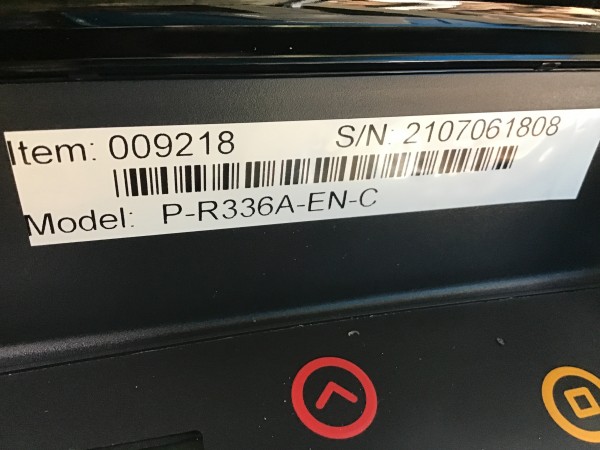 Item: 009218 S/N: 2107061808
Model: P-R336A-EN-C